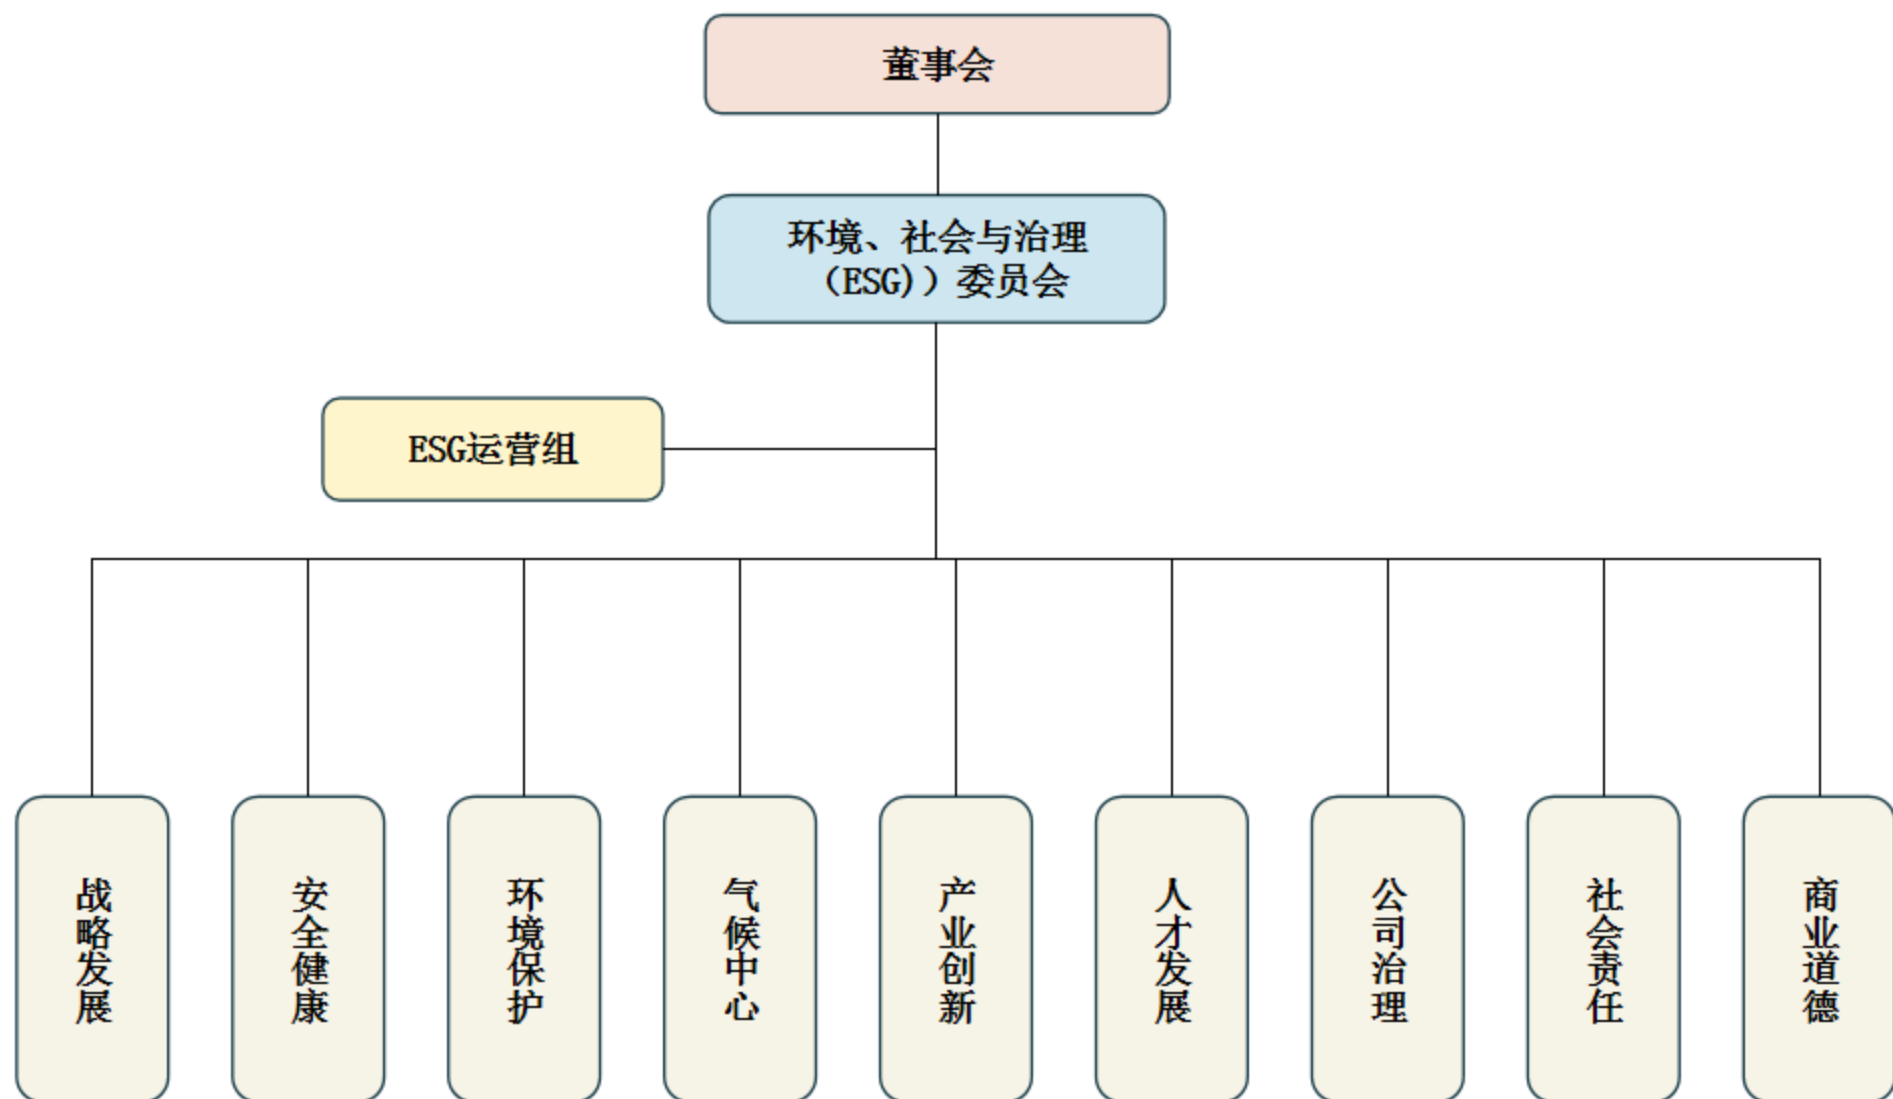 董事会
环境、社会与治理
（ESG)）委员会
ESG运营组
战略发展
安全健康
环境保护
气候中心
产业创新
人才发展
公司治理
社会责任
商业道德